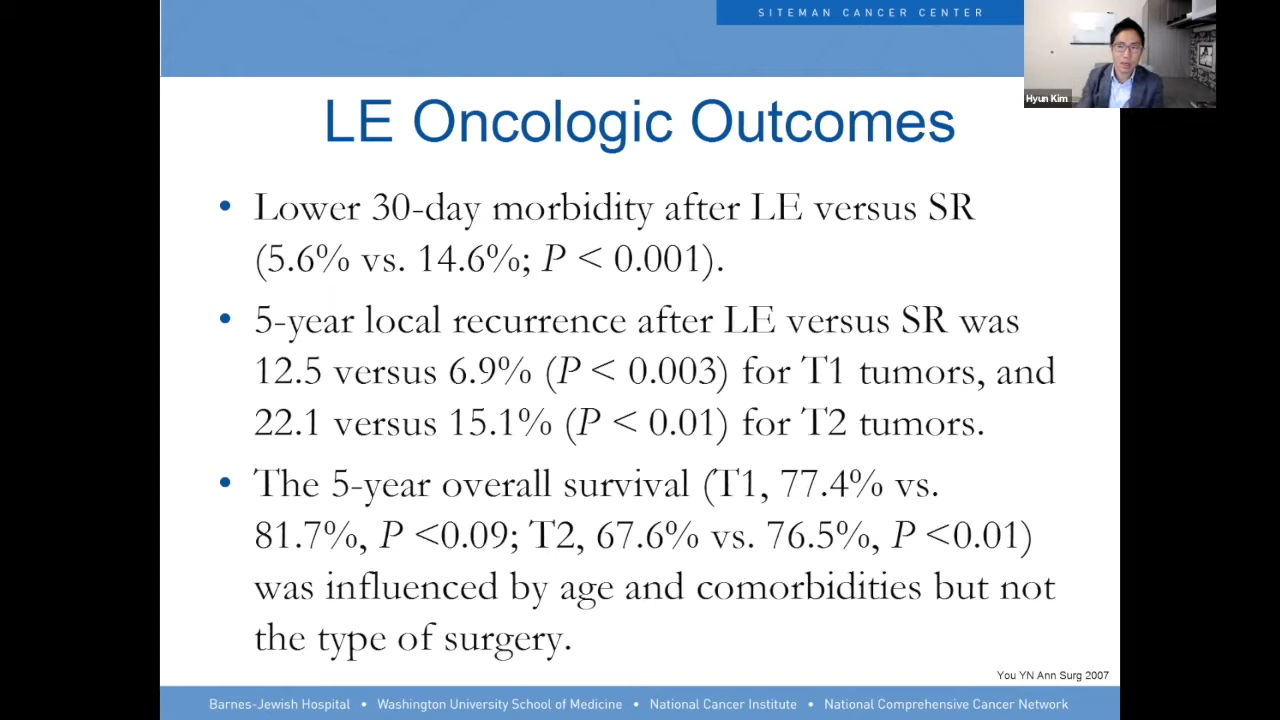 SITEMAN CANCER CENTER
Hyun Kim
LE Oncologic Outcomes
• Lower 30-day morbidity after LE versus SR
(5.6% vs. 14.6%; P < 0.001).
• 5-year local recurrence after LE versus SR was
12.5 versus 6.9% (P < 0.003) for T1 tumors, and
22.1 versus 15.1% (P < 0.01) for T2 tumors.
• The 5-year overall survival (T1, 77.4% vs.
81.7%, P <0.09; T2, 67.6% vs. 76.5%, P <0.01)
was influenced by age and comorbidities but not
the type of surgery.
You YN Ann Surg 2007
Barnes-Jewish Hospital • Washington University School of Medicine • National Cancer Institute • National Comprehensive Cancer Network